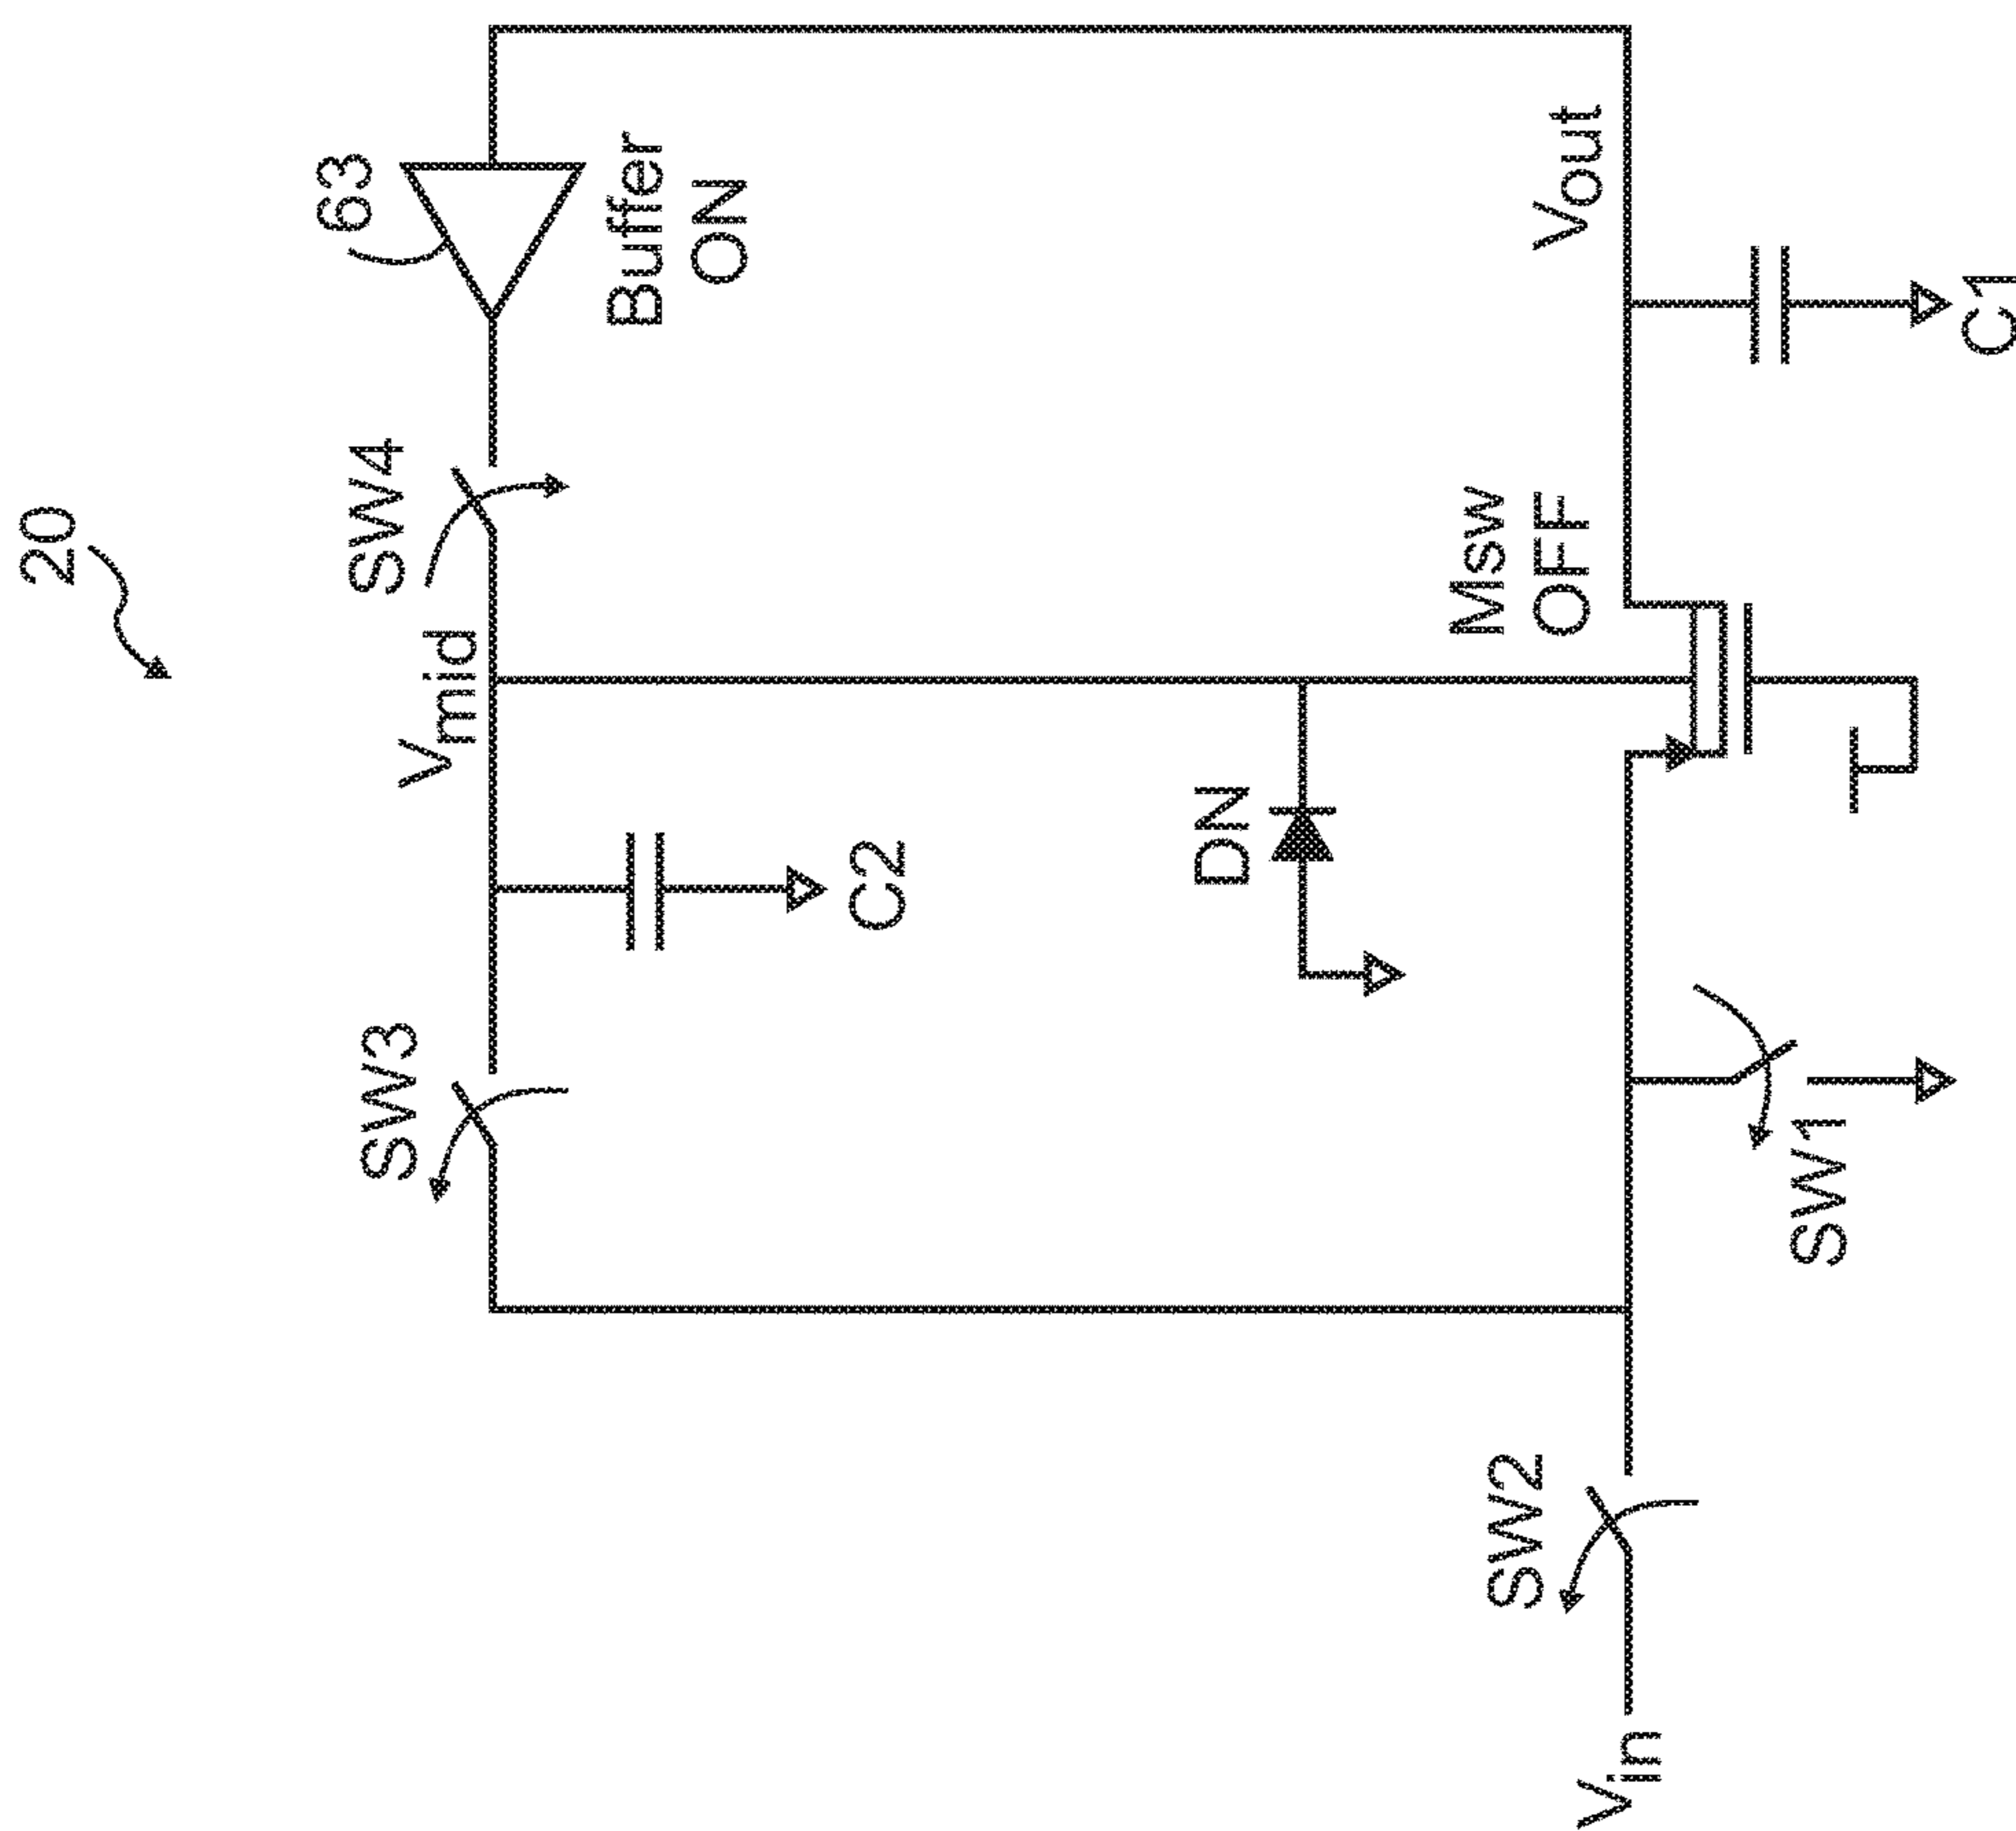 20
63
SW4
Buffer
ON
Vmid
SW3
C2
DN
Msw
OFF
Vout
C1
SW2
SW1
Vin